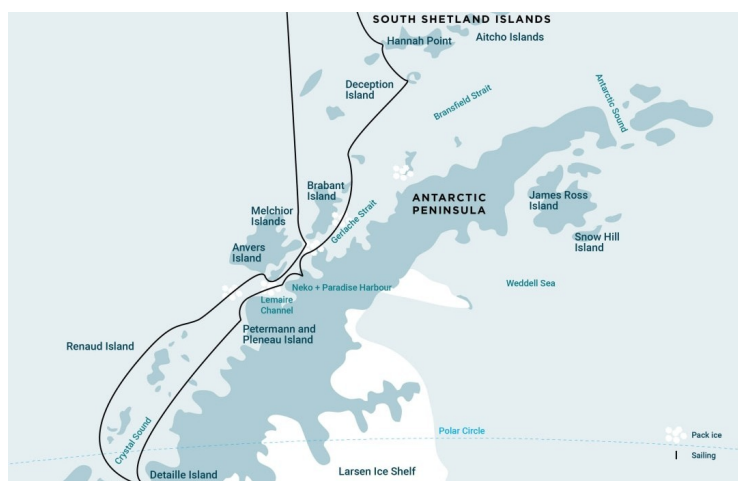 SOUTH SHETLAND ISLANDS
Hannah Point
Aitcho Islands
Deception
Island
Bransfield Strait
Antarctic Sound
Brabant
Island
ANTARCTIC
PENINSULA
James Ross
Island
Melchior
Islands
Gerlache Strait
Snow Hill
Island
Anvers
Island
Neko + Paradise Harbour
Weddell Sea
Lemaire
Channel
Petermann and
Pleneau Island
Renaud Island
Crystal Sound
Polar Circle
Pack ice
Sailing
Detaille Island
Larsen Ice Shelf